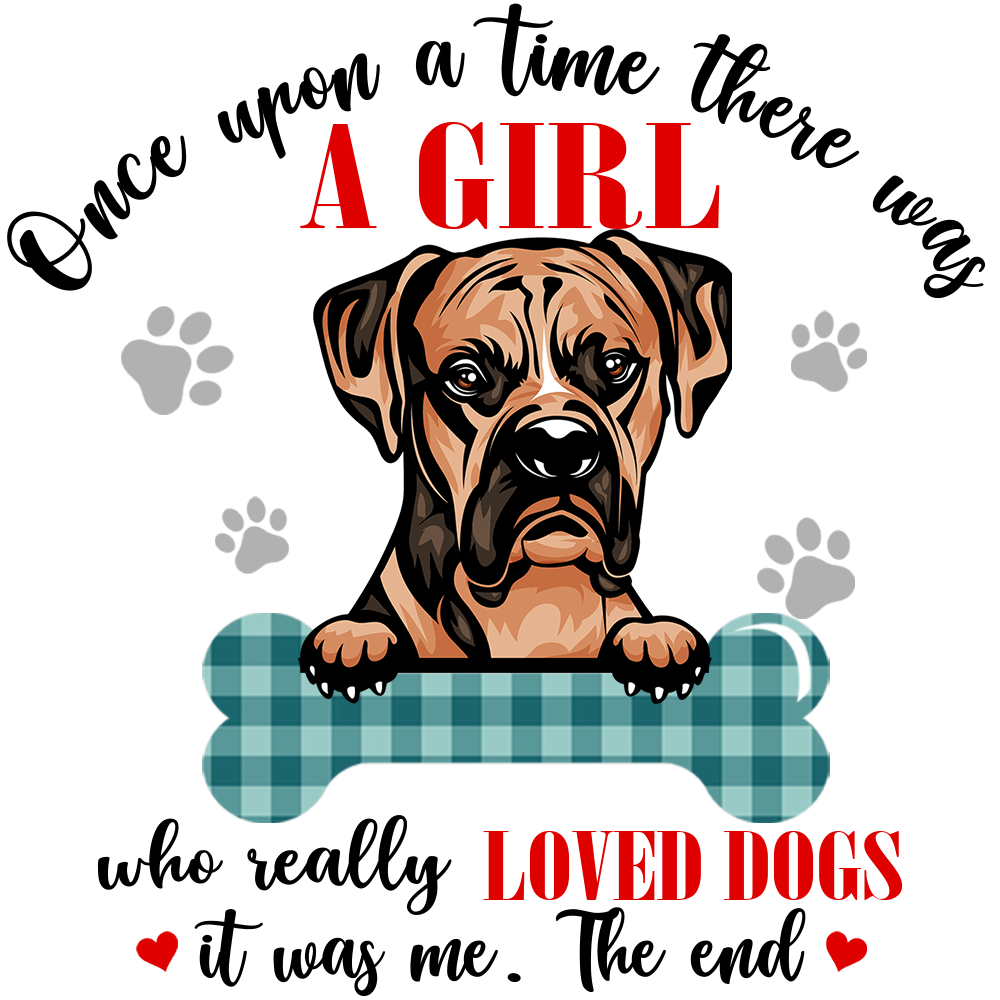 Once upon a time there was
A GIRL
who really LOVED DOGS
it was me. The end